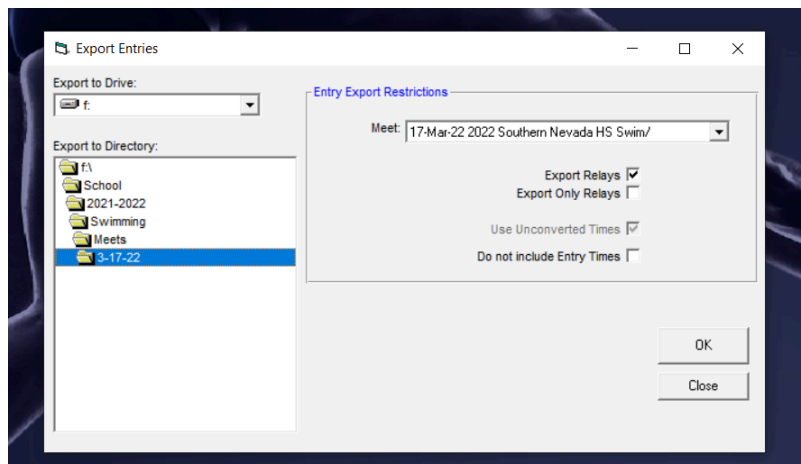 Export Entries
Export to Drive:
f:
Export to Directory:
f:\
School
2021-2022
Swimming
Meets
3-17-22
Entry Export Restrictions
Meet: 17-Mar-22 2022 Southern Nevada HS Swim/
Export Relays
Export Only Relays
Use Unconverted Times
Do not include Entry Times
OK
Close